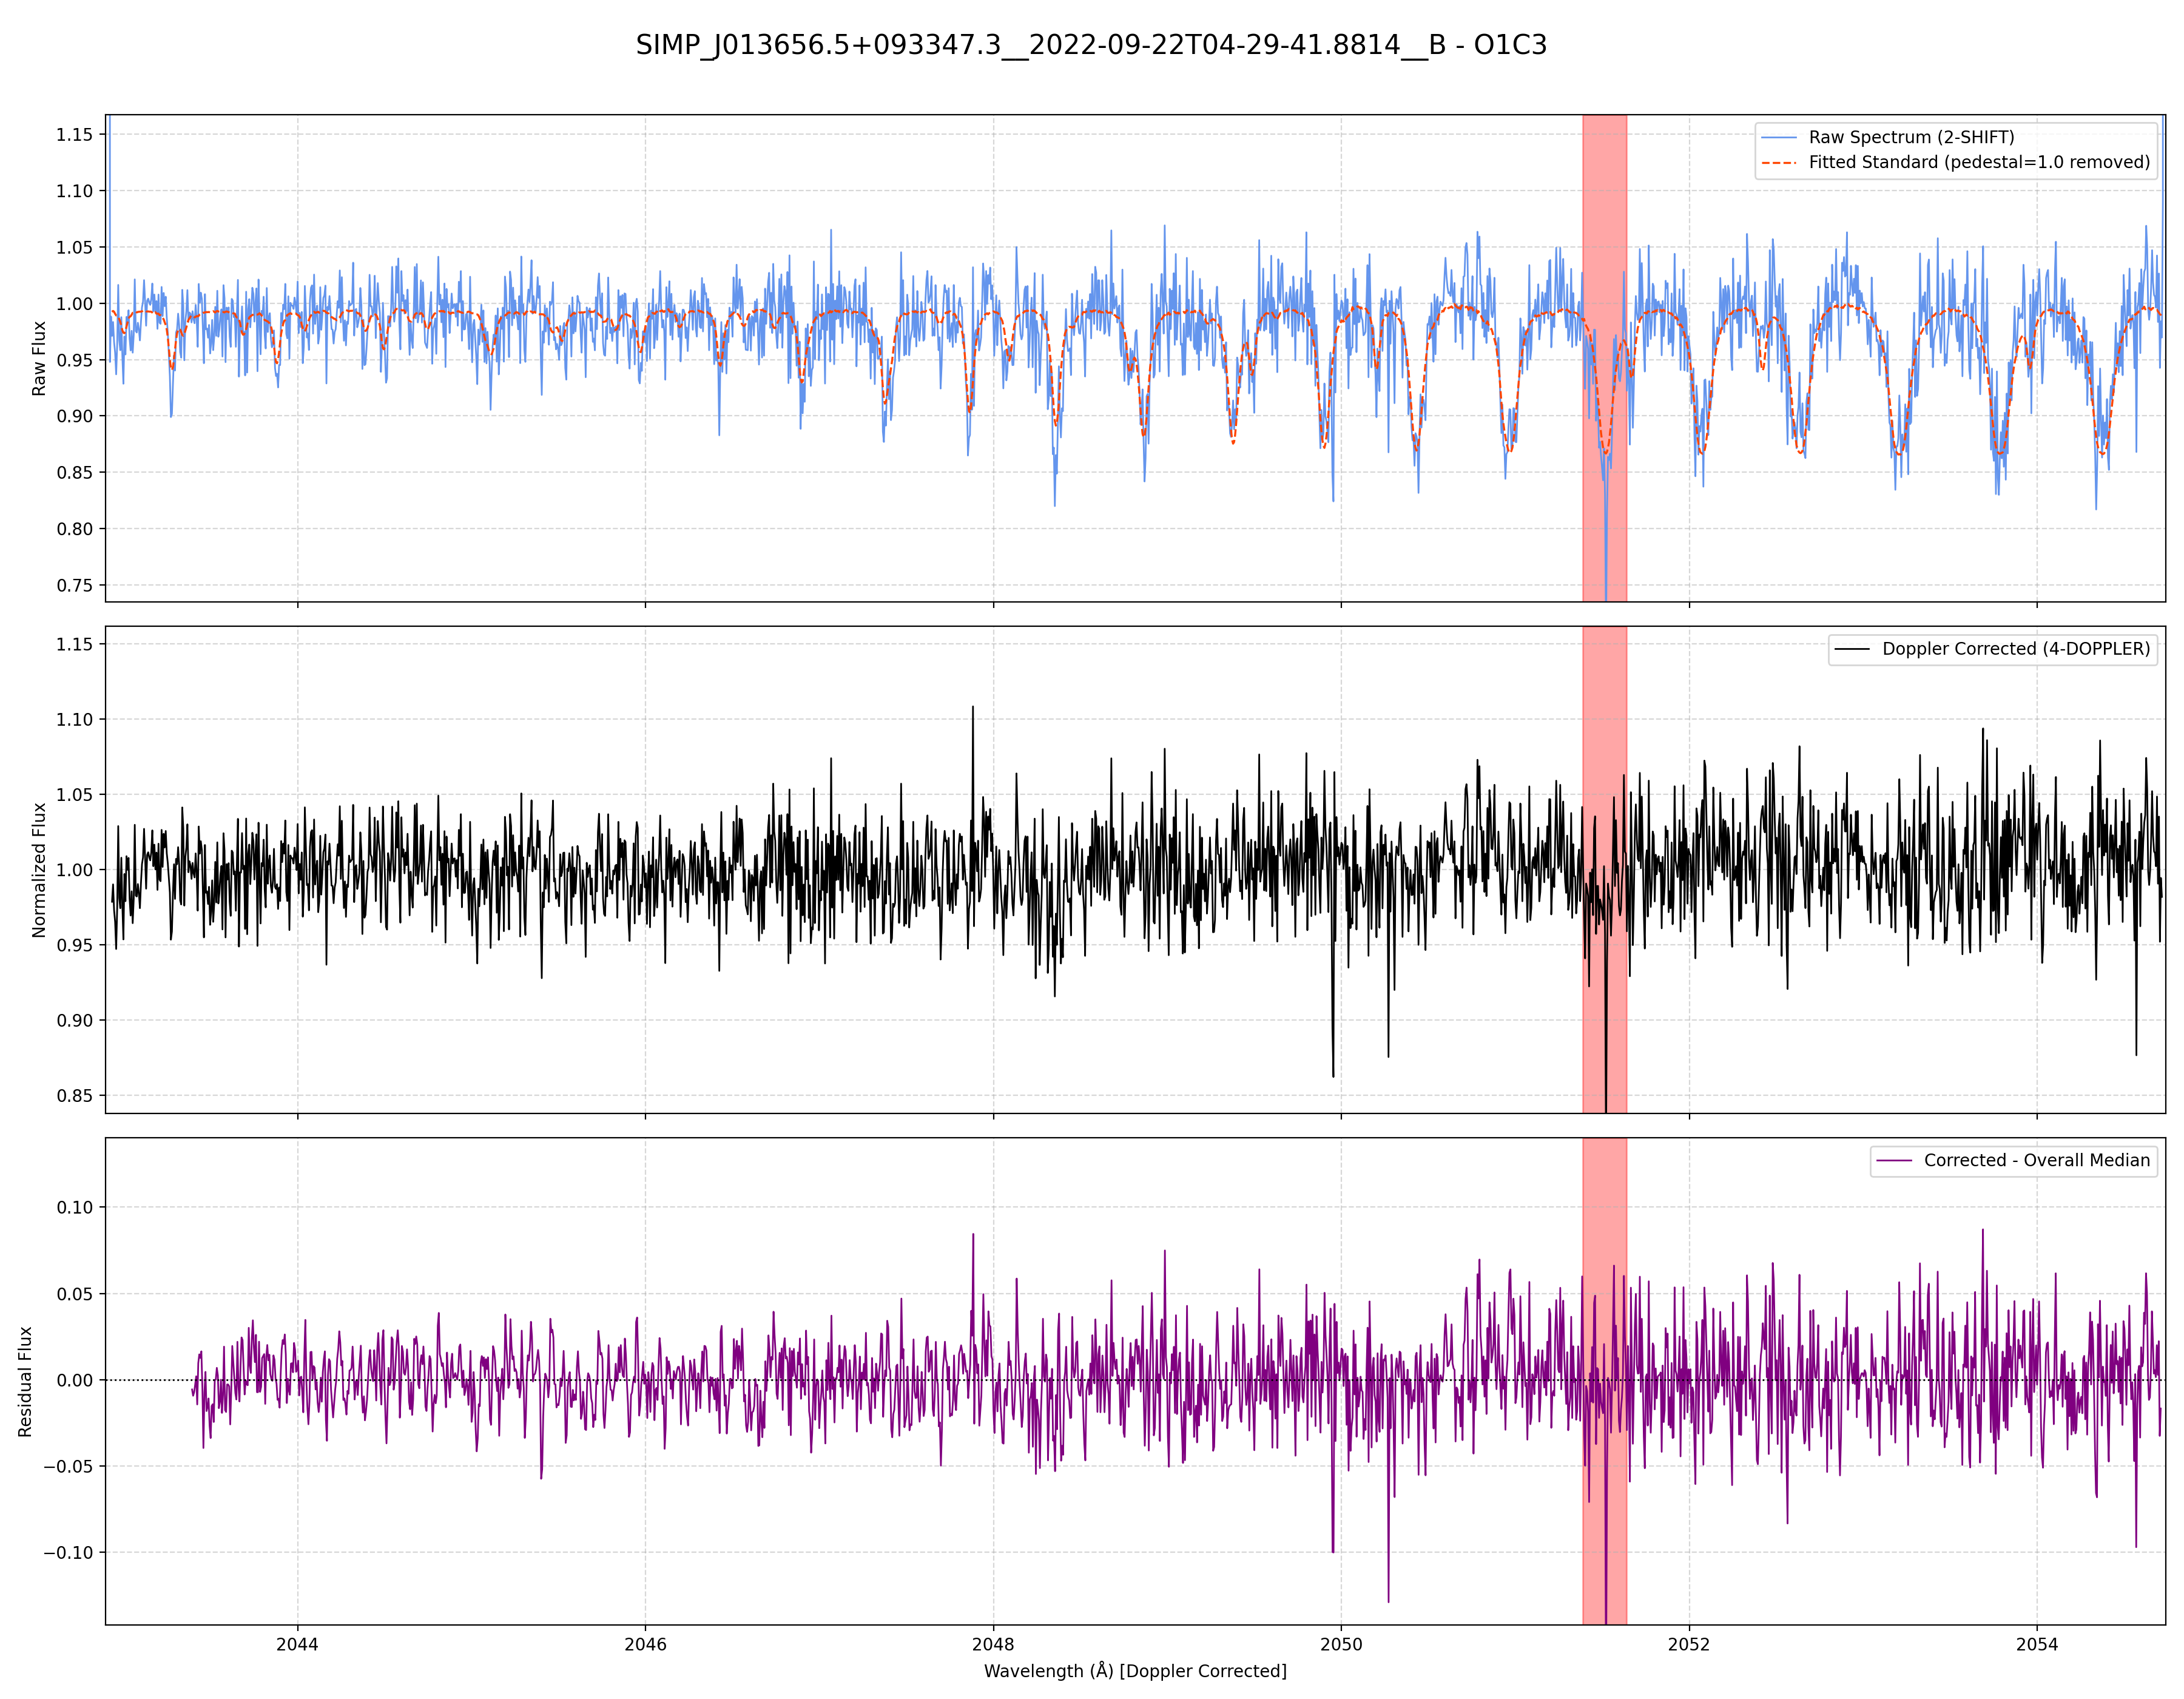 SIMP_J013656.5+093347.3__2022-09-22T04-29-41.8814__B - O1C3
Raw Flux
1.15
1.10
1.05
1.00
0.95
0.90
0.85
0.80
0.75
Raw Spectrum (2-SHIFT)
Fitted Standard (pedestal=1.0 removed)
Normalized Flux
1.15
1.10
1.05
1.00
0.95
0.90
0.85
Doppler Corrected (4-DOPPLER)
Residual Flux
0.10
0.05
0.00
−0.05
−0.10
Corrected - Overall Median
2044 2046 2048 2050 2052 2054
Wavelength (Å) [Doppler Corrected]